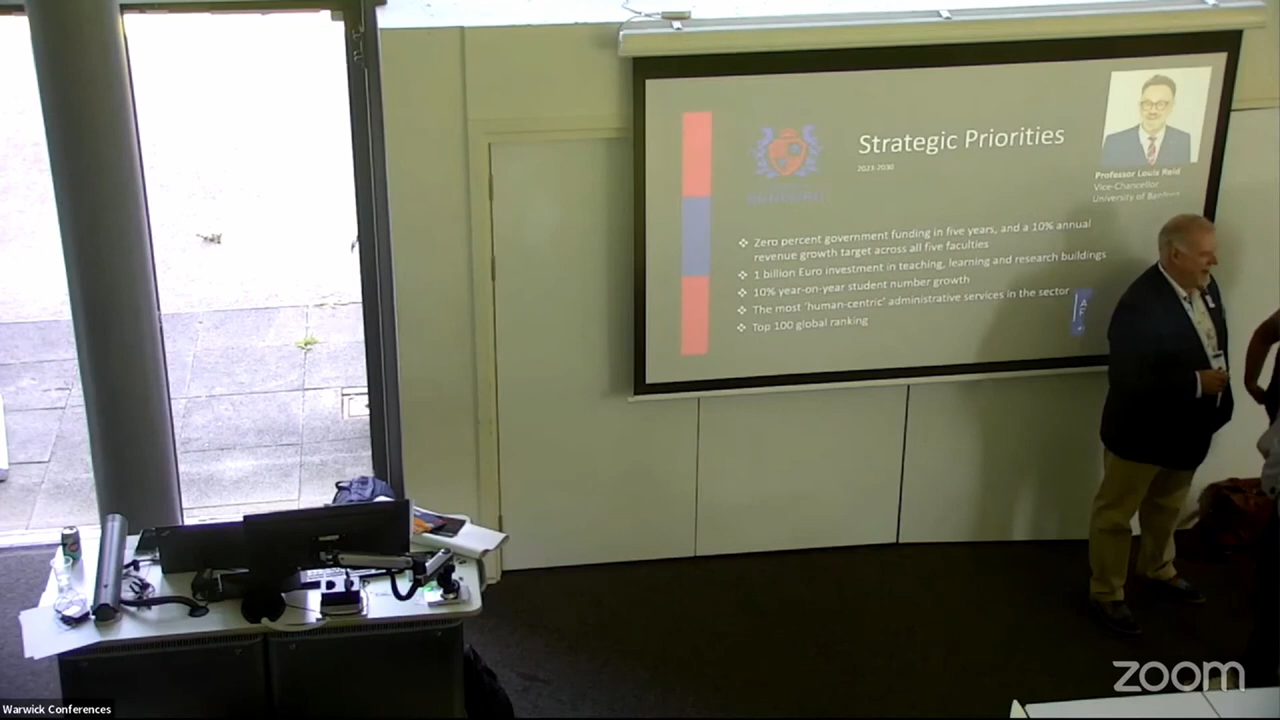 Strategic Priorities
2023-2030
Professor Louis Reid
Vice-Chancellor
University of
❖ Zero percent government funding in five years, and a 10% annual
revenue growth target across all five faculties
❖ 1 billion Euro investment in teaching, learning and research buildings
❖ 10% year-on-year student number growth
❖ The most 'human-centric' administrative services in the sector
❖ Top 100 global ranking
zoom
Warwick Conferences